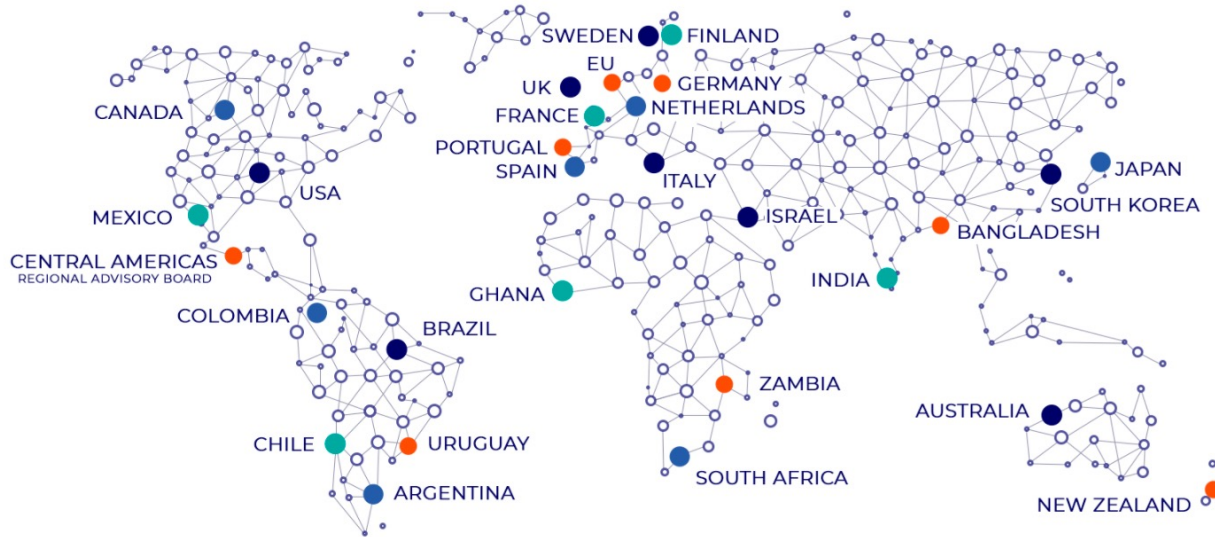 SWEDEN
FINLAND
EU
GERMANY
UK
NETHERLANDS
CANADA
FRANCE
PORTUGAL
SPAIN
ITALY
JAPAN
USA
SOUTH KOREA
MEXICO
ISRAEL
BANGLADESH
CENTRAL AMERICAS
REGIONAL ADVISORY BOARD
INDIA
GHANA
COLOMBIA
BRAZIL
ZAMBIA
AUSTRALIA
CHILE
URUGUAY
SOUTH AFRICA
ARGENTINA
NEW ZEALAND